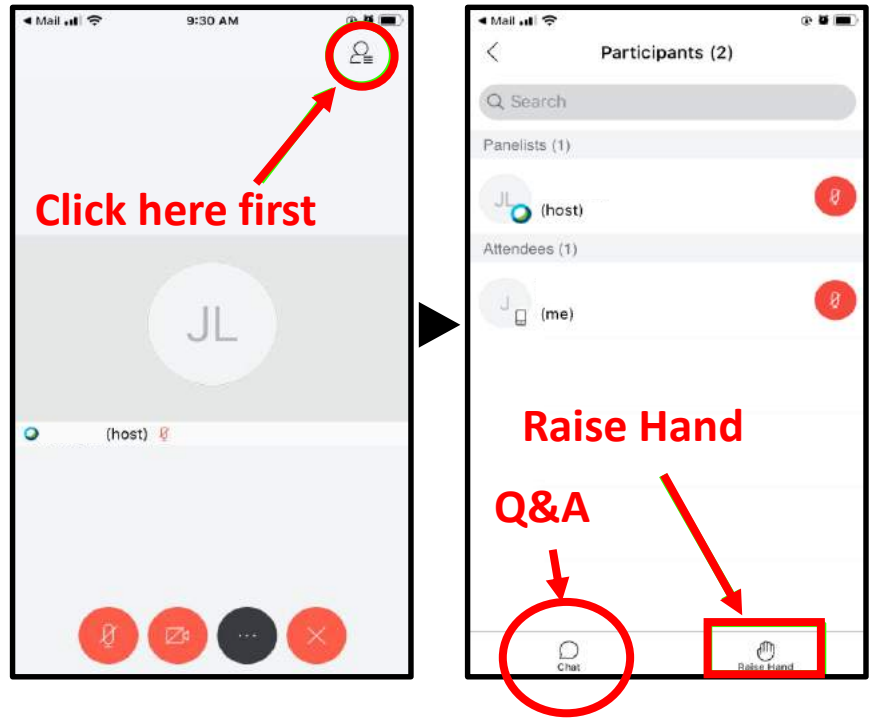 Mail
9:30 AM
Click here first
JL
(host)
Mail
Participants (2)
Search
Panelists (1)
JL
(host)
Attendees (1)
J
(me)
Raise Hand
Q&A
Chat
Raise Hand